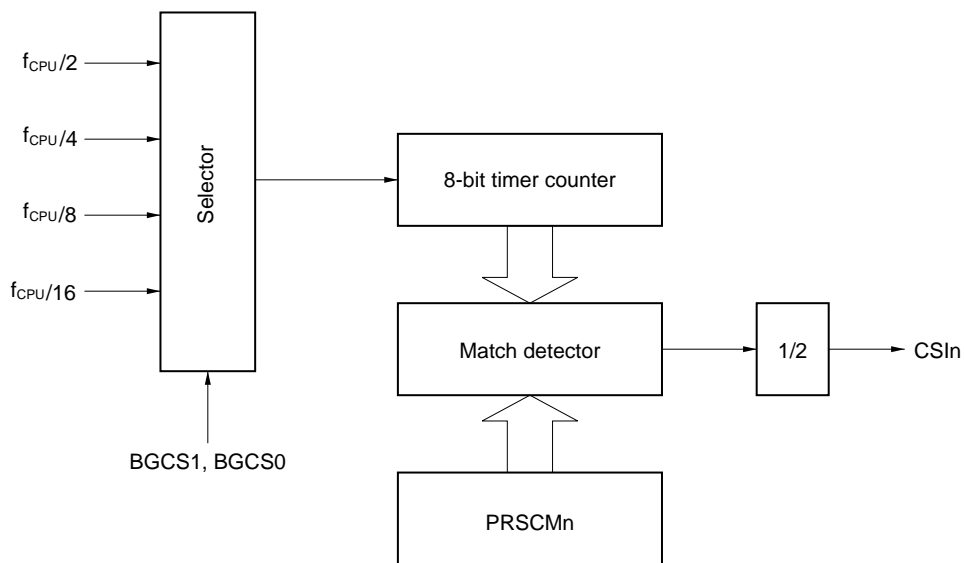 fCPU/2
fCPU/4
fCPU/8
fCPU/16
Selector
BGCS1, BGCS0
8-bit timer counter
Match detector
1/2
CSIn
PRSCMn